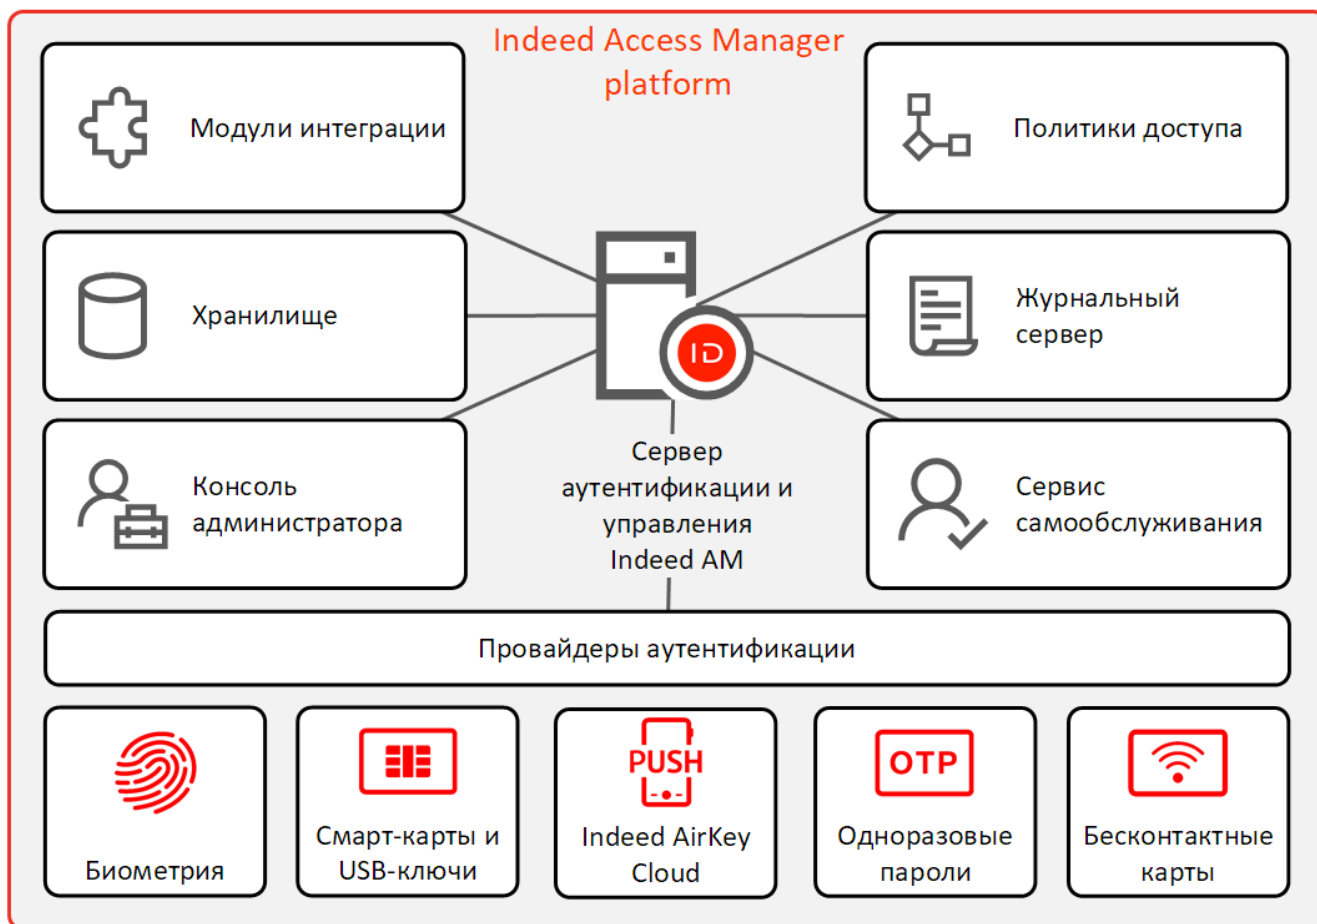 Indeed Access Manager
platform
Модули интеграции
Политики доступа
Хранилище
Журнальный
сервер
ID
Консоль
администратора
Сервер
аутентификации и
управления
Indeed AM
Сервис
самообслуживания
Провайдеры аутентификации
Биометрия
Смарт-карты и
USB-ключи
PUSH
Indeed AirKey
Cloud
OTP
Одноразовые
пароли
Бесконтактные
карты